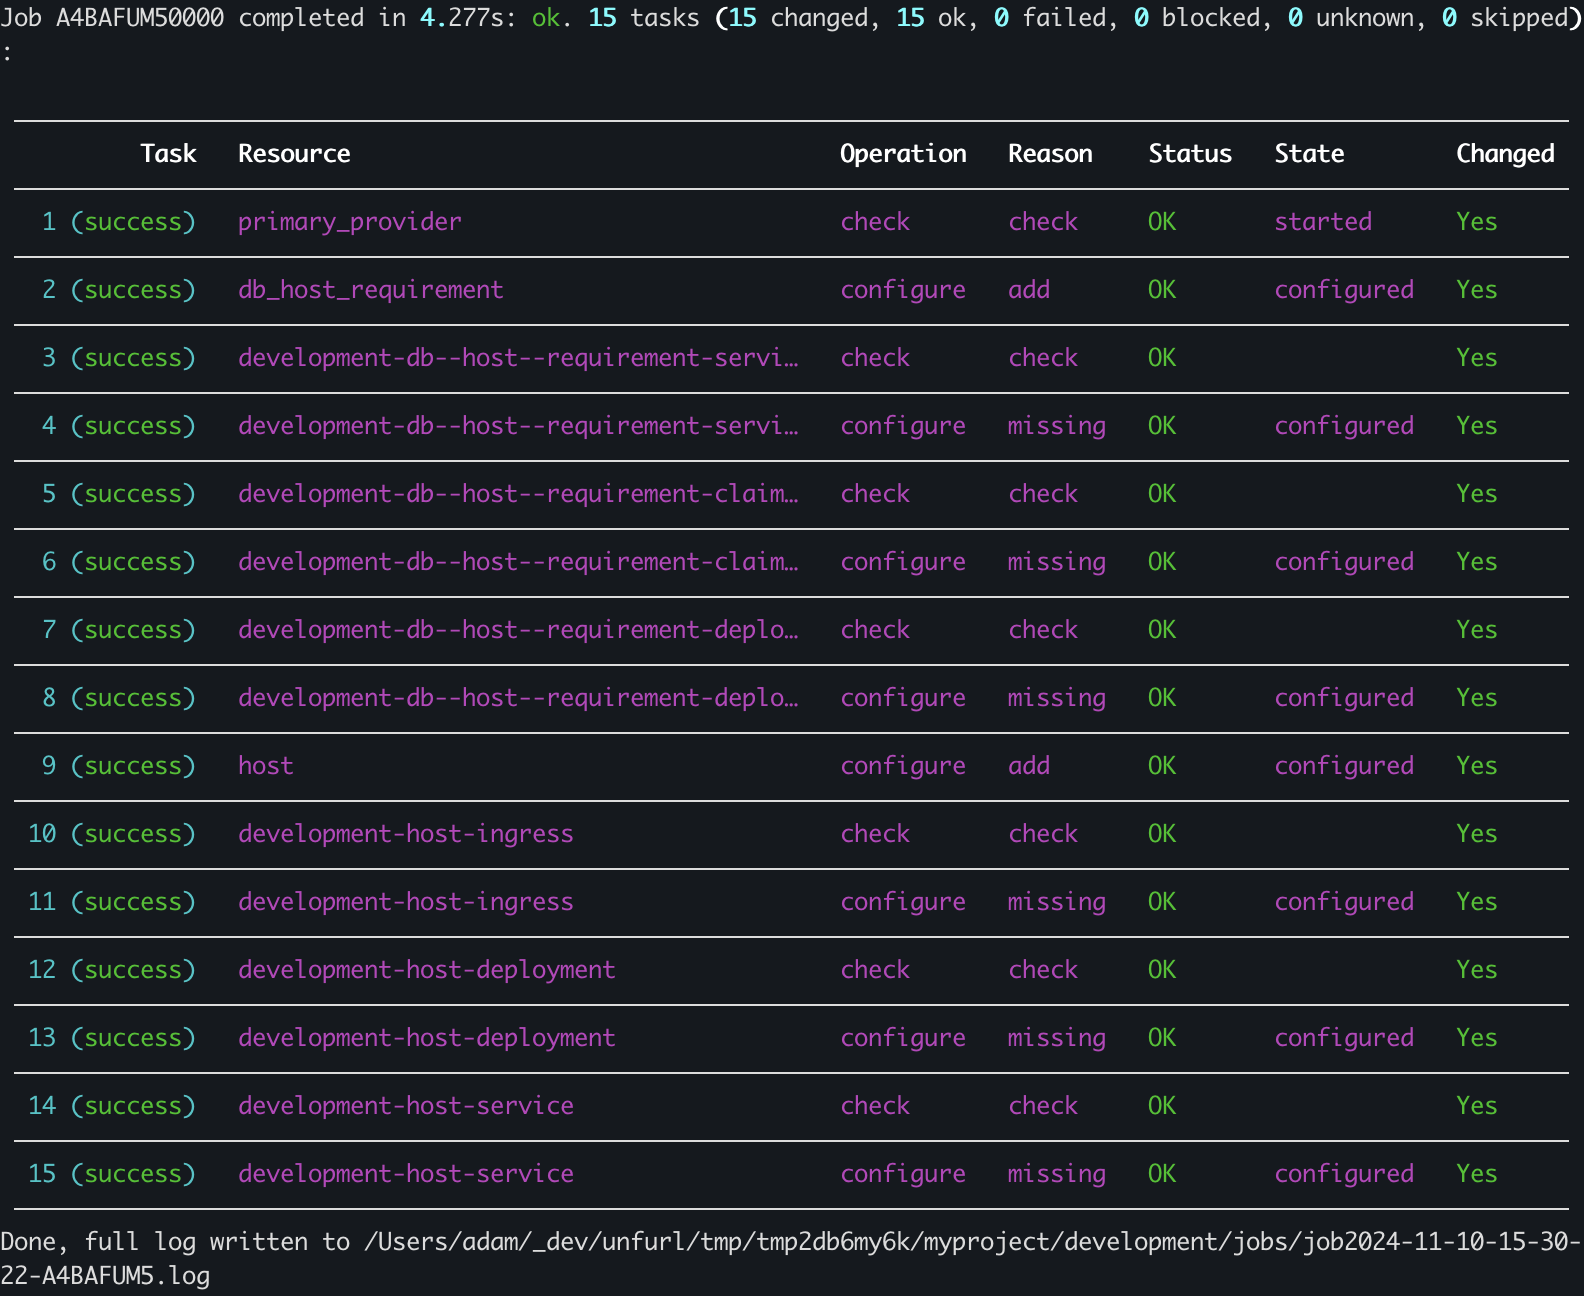 Job A4BAFUM50000 completed in 4.277s: ok. 15 tasks (15 changed, 15 ok, 0 failed, 0 blocked, 0 unknown, 0 skipped)
:
Task Resource Operation Reason Status State Changed
1 (success) primary_provider check check OK started Yes
2 (success) db_host_requirement configure add OK configured Yes
3 (success) development-db--host--requirement-servi… check check OK Yes
4 (success) development-db--host--requirement-servi… configure missing OK configured Yes
5 (success) development-db--host--requirement-claim… check check OK Yes
6 (success) development-db--host--requirement-claim… configure missing OK configured Yes
7 (success) development-db--host--requirement-deplo… check check OK Yes
8 (success) development-db--host--requirement-deplo… configure missing OK configured Yes
9 (success) host configure add OK configured Yes
10 (success) development-host-ingress check check OK Yes
11 (success) development-host-ingress configure missing OK configured Yes
12 (success) development-host-deployment check check OK Yes
13 (success) development-host-deployment configure missing OK configured Yes
14 (success) development-host-service check check OK Yes
15 (success) development-host-service configure missing OK configured Yes
Done, full log written to /Users/adam/_dev/unfurl/tmp/tmp2db6my6k/myproject/development/jobs/job2024-11-10-15-30-
22-A4BAFUM5.log